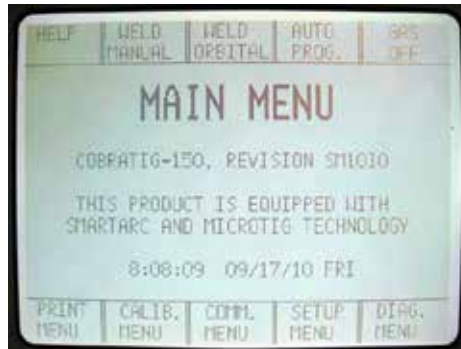 HELP
WELD MANUAL
WELD ORBITAL
AUTO. PROG.
GAS OFF
MAIN MENU
COBRATIG-150, REVISION SM1010
THIS PRODUCT IS EQUIPPED WITH
SMARTARC AND MICROTIG TECHNOLOGY
8:08:09 09/17/10 FRI
PRINT MENU
CALIB. MENU
COMM. MENU
SETUP MENU
DIAG. MENU